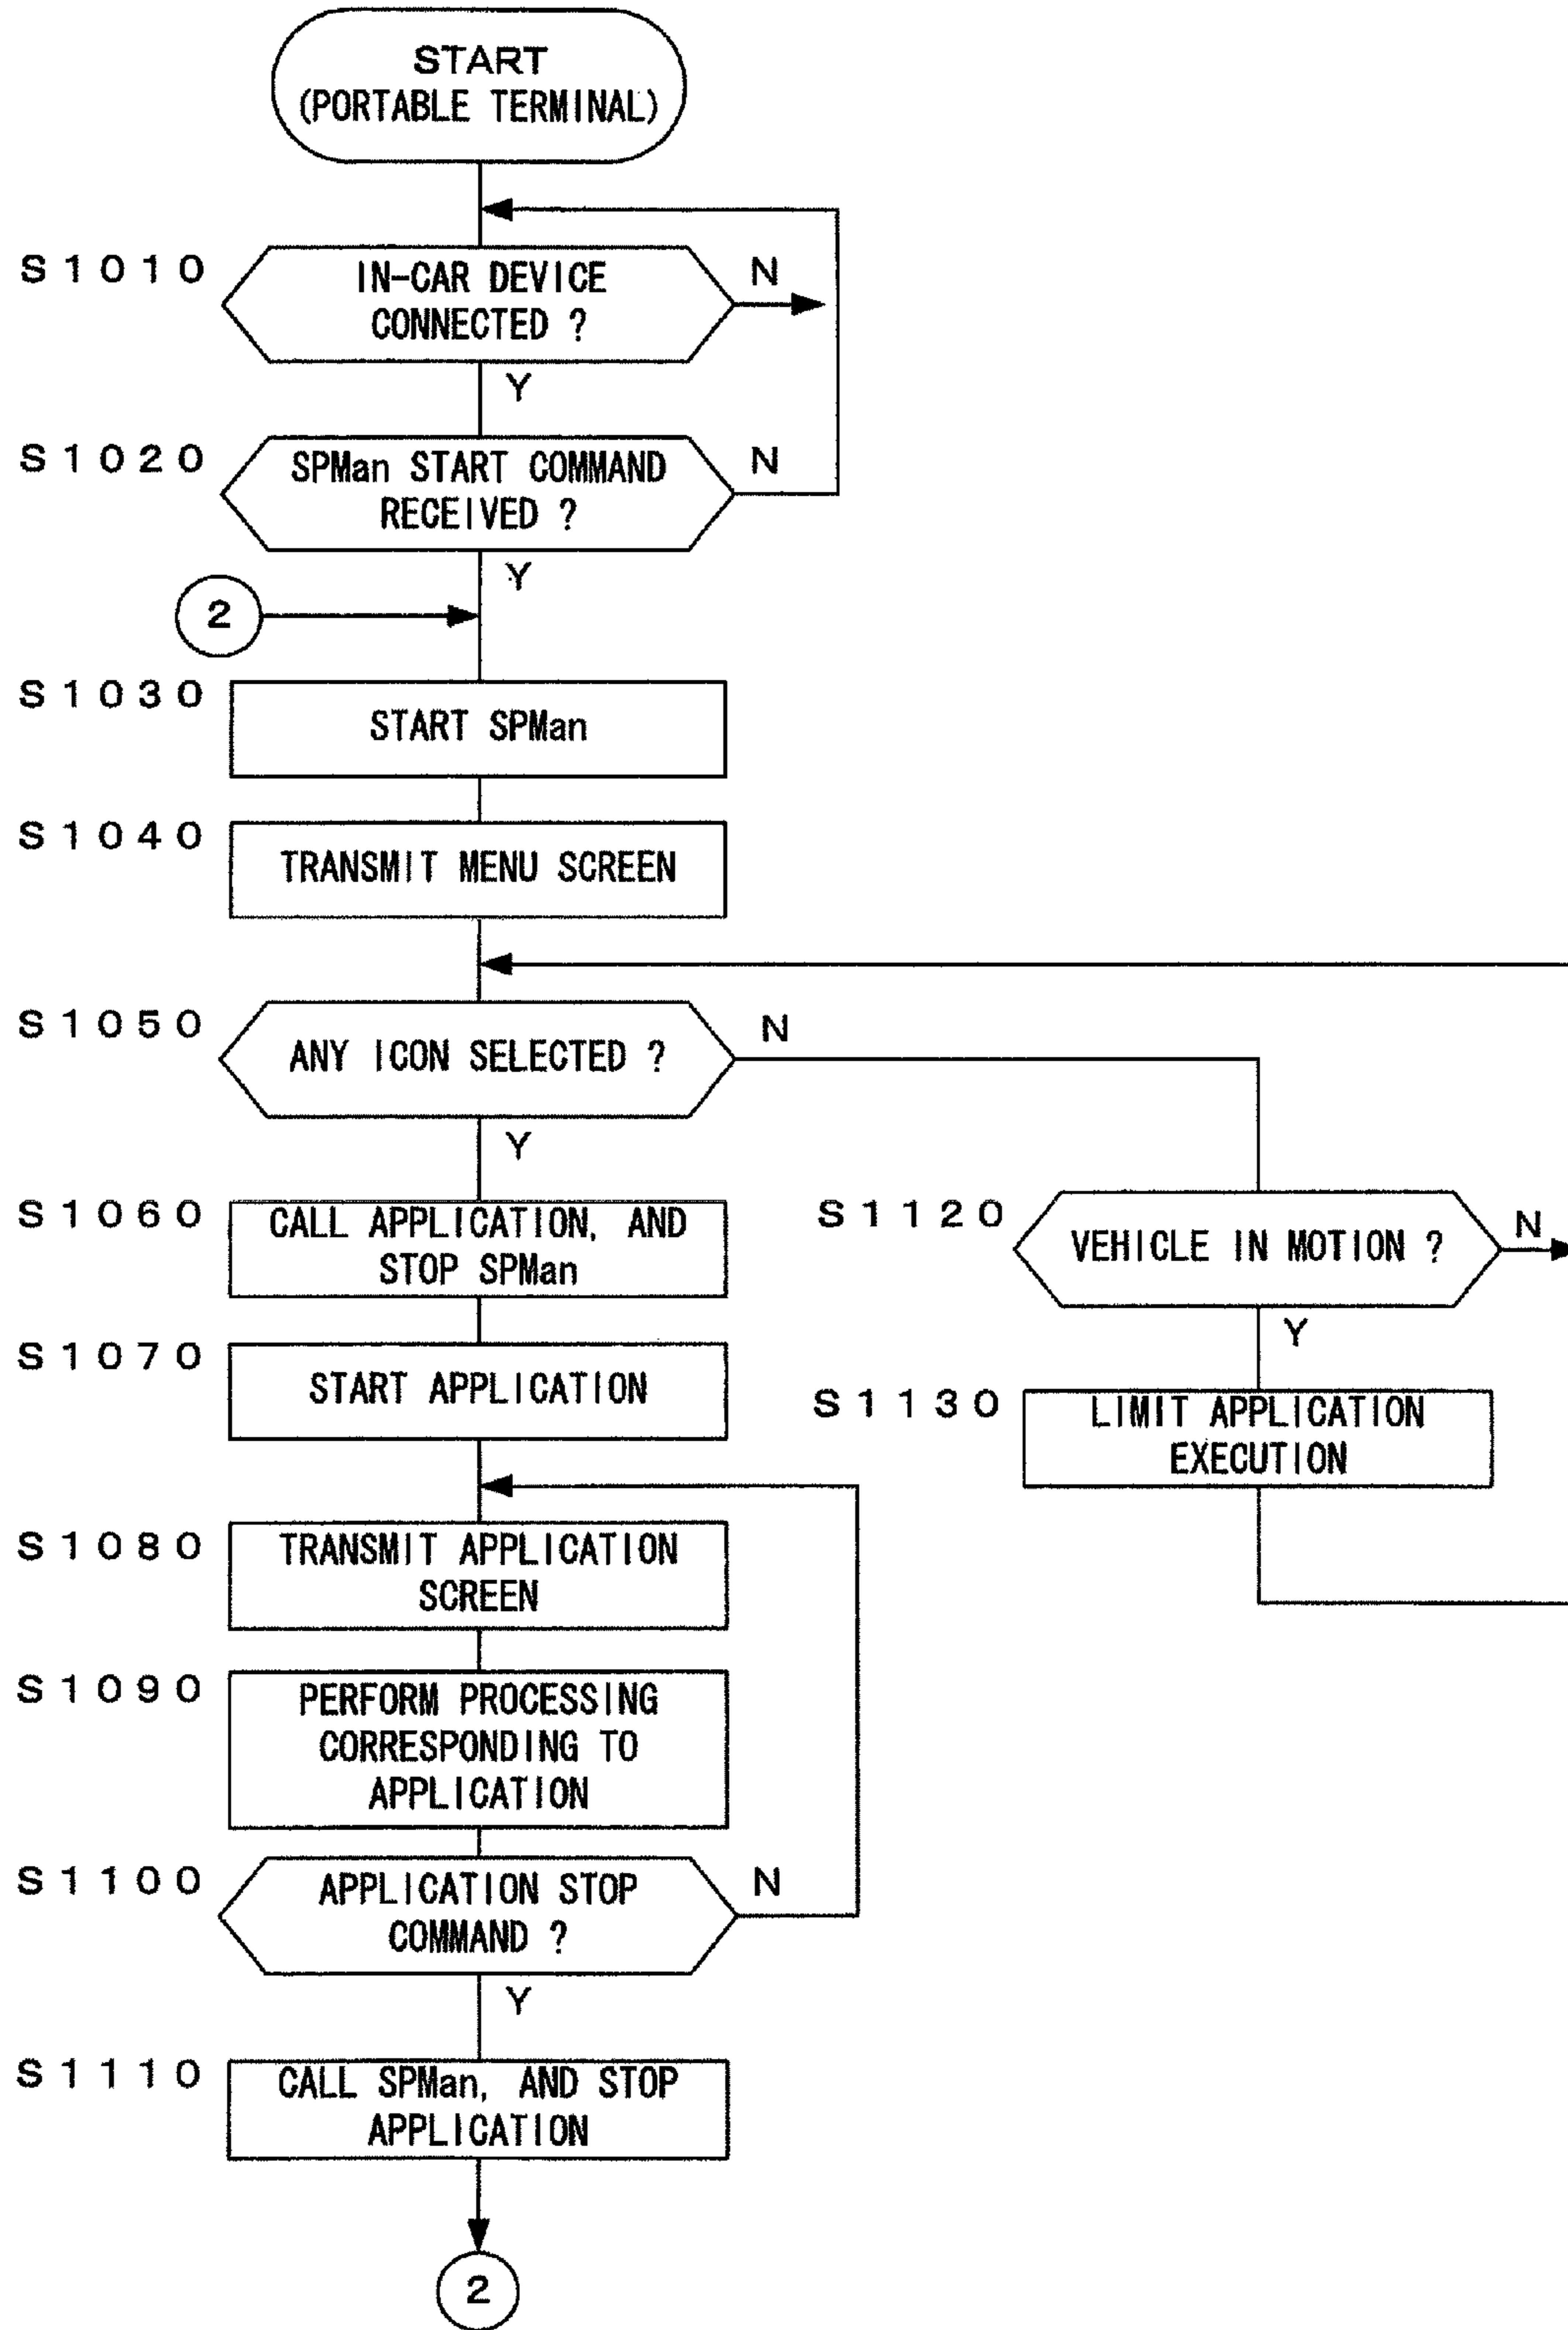 START
(PORTABLE TERMINAL)
S1010
IN-CAR DEVICE
CONNECTED ?
N
Y
S1020
SPMan START COMMAND
RECEIVED ?
N
Y
2
S1030
START SPMan
S1040
TRANSMIT MENU SCREEN
S1050
ANY ICON SELECTED ?
N
Y
S1060
CALL APPLICATION, AND
STOP SPMan
S1120
VEHICLE IN MOTION ?
N
Y
S1070
START APPLICATION
S1130
LIMIT APPLICATION
EXECUTION
S1080
TRANSMIT APPLICATION
SCREEN
S1090
PERFORM PROCESSING
CORRESPONDING TO
APPLICATION
S1100
APPLICATION STOP
COMMAND ?
N
Y
S1110
CALL SPMan, AND STOP
APPLICATION
2